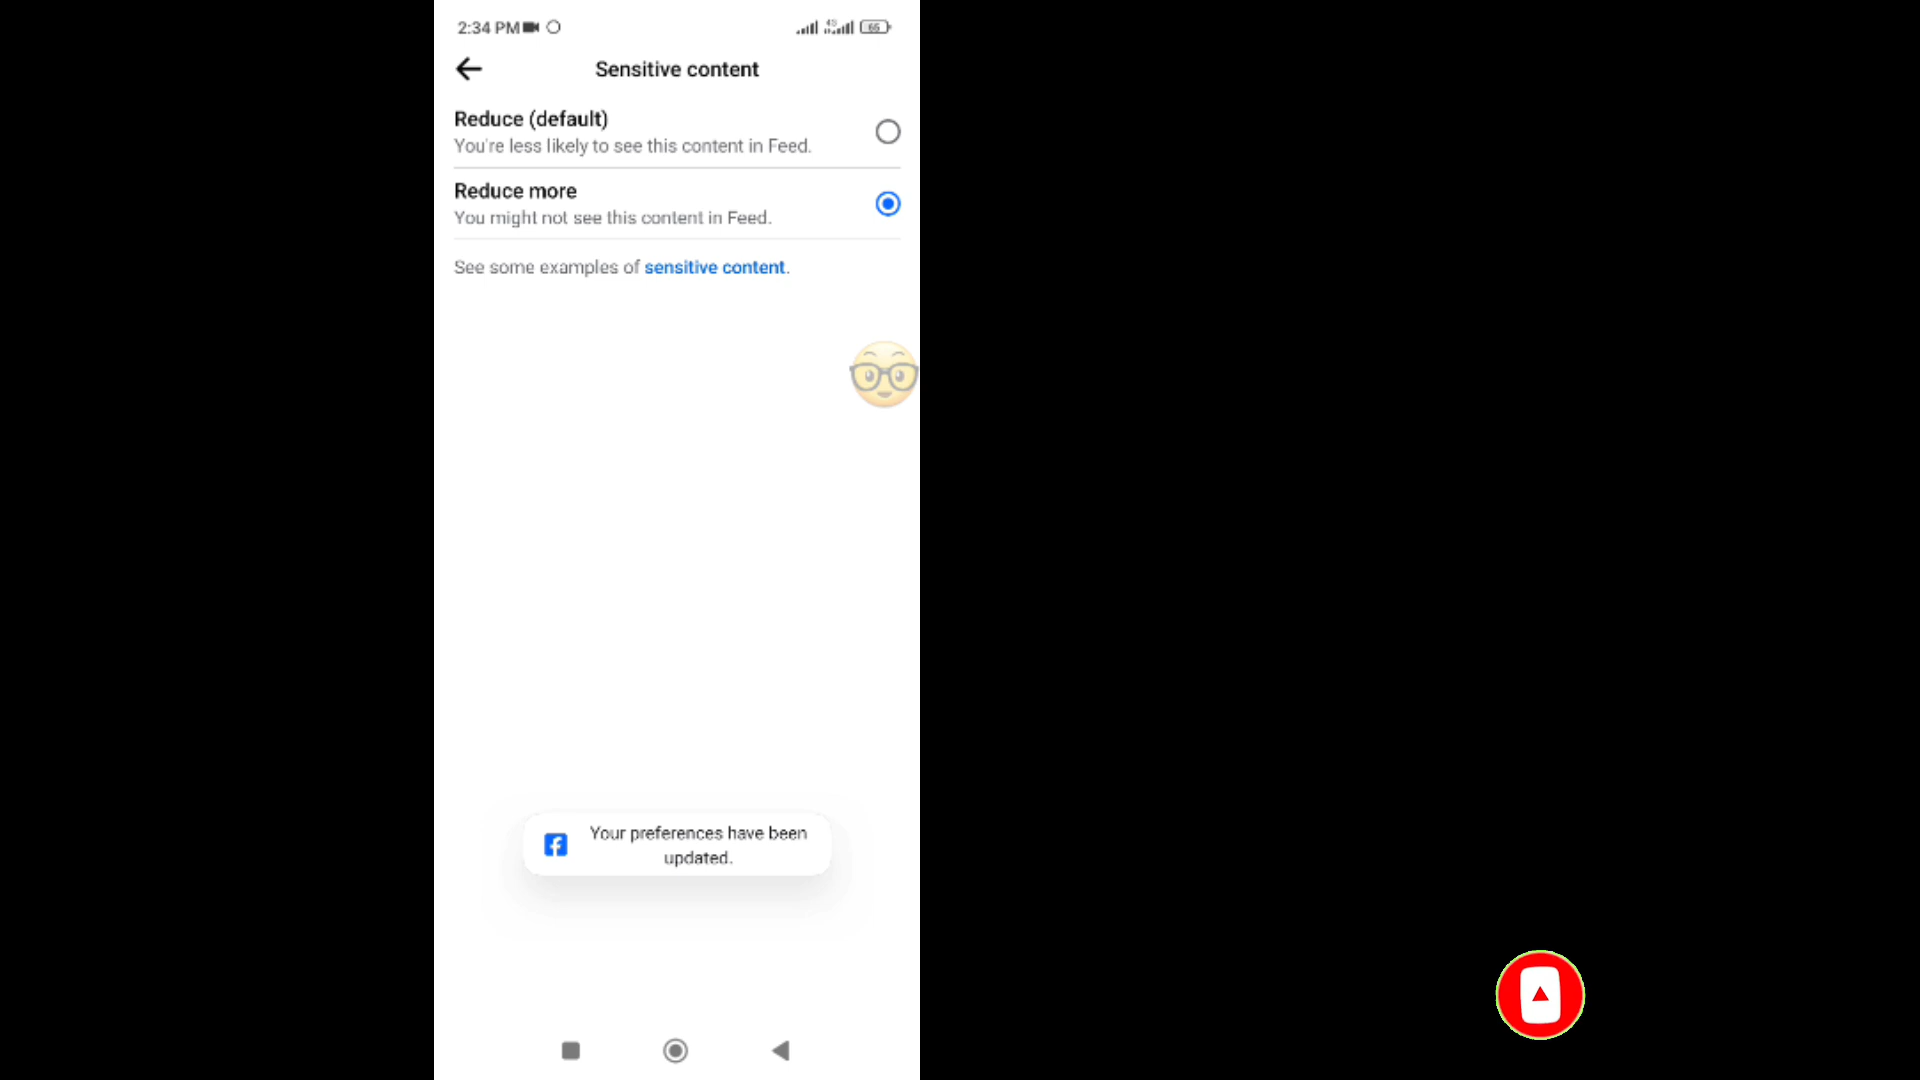 2:34 PM
4G
65
Sensitive content
Reduce (default)
You're less likely to see this content in Feed.
Reduce more
You might not see this content in Feed.
See some examples of sensitive content.
Your preferences have been
updated.